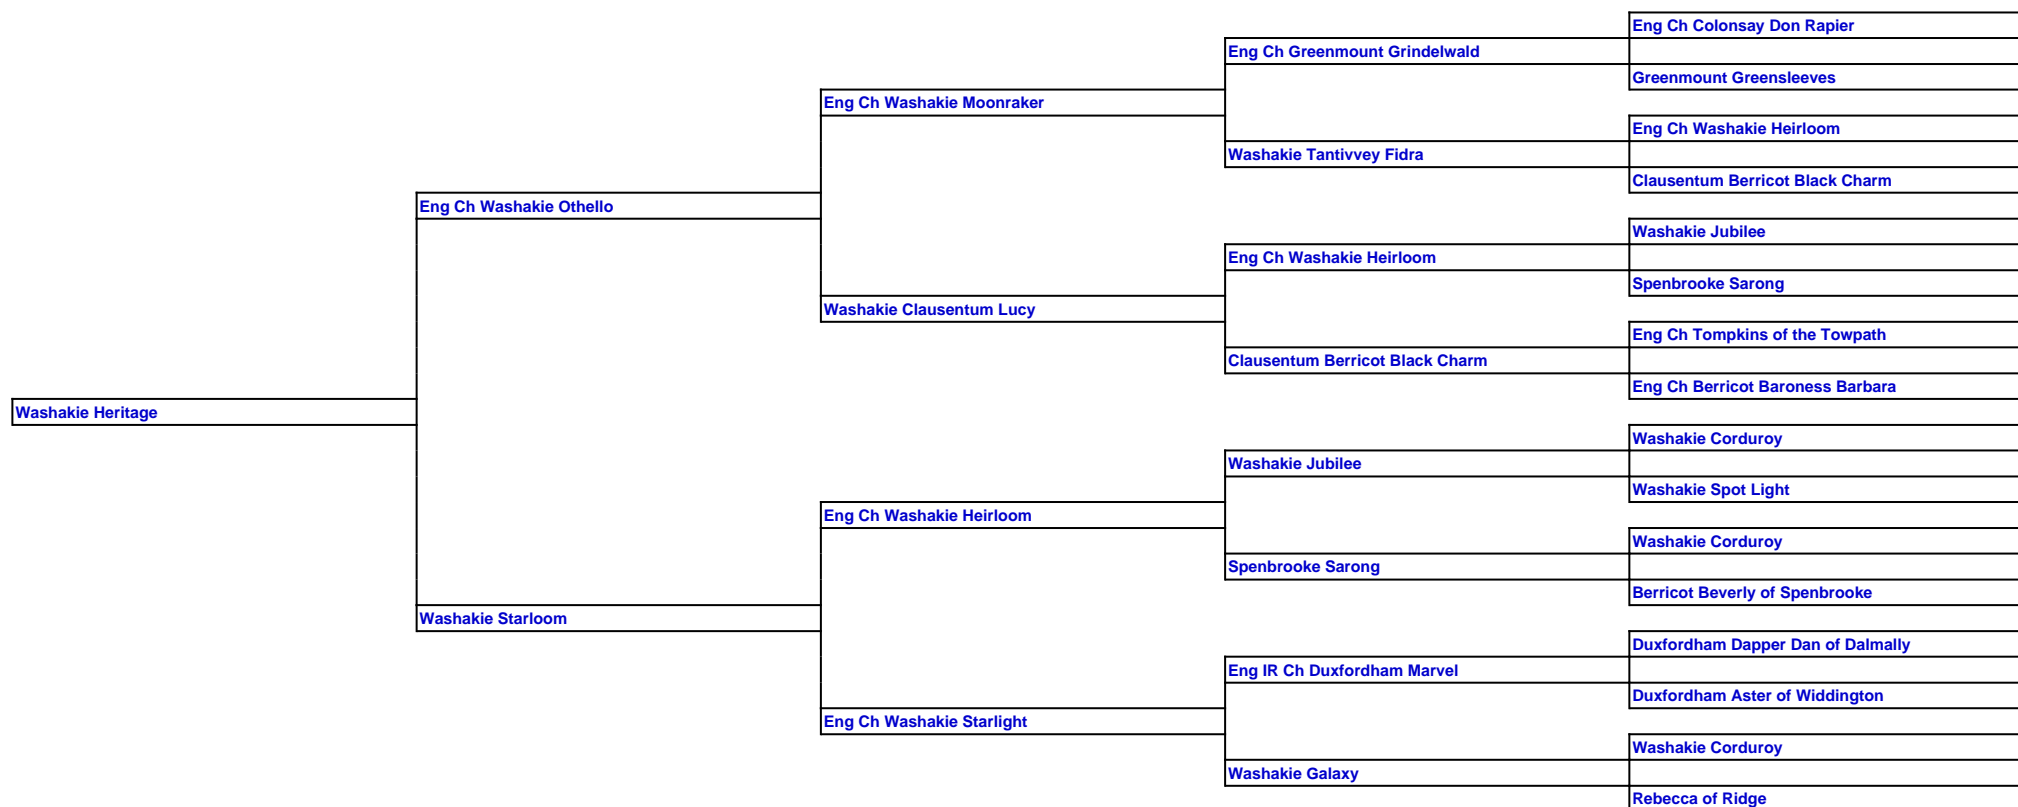 Eng Ch Colonsay Don Rapier
Eng Ch Greenmount Grindelwald
Greenmount Greensleeves
Eng Ch Washakie Moonraker
Eng Ch Washakie Heirloom
Washakie Tantivvey Fidra
Clausentum Berricot Black Charm
Eng Ch Washakie Othello
Washakie Jubilee
Eng Ch Washakie Heirloom
Spenbrooke Sarong
Washakie Clausentum Lucy
Eng Ch Tompkins of the Towpath
Clausentum Berricot Black Charm
Eng Ch Berricot Baroness Barbara
Washakie Heritage
Washakie Corduroy
Washakie Jubilee
Washakie Spot Light
Eng Ch Washakie Heirloom
Washakie Corduroy
Spenbrooke Sarong
Berricot Beverly of Spenbrooke
Washakie Starloom
Duxfordham Dapper Dan of Dalmally
Eng IR Ch Duxfordham Marvel
Duxfordham Aster of Widdington
Eng Ch Washakie Starlight
Washakie Corduroy
Washakie Galaxy
Rebecca of Ridge